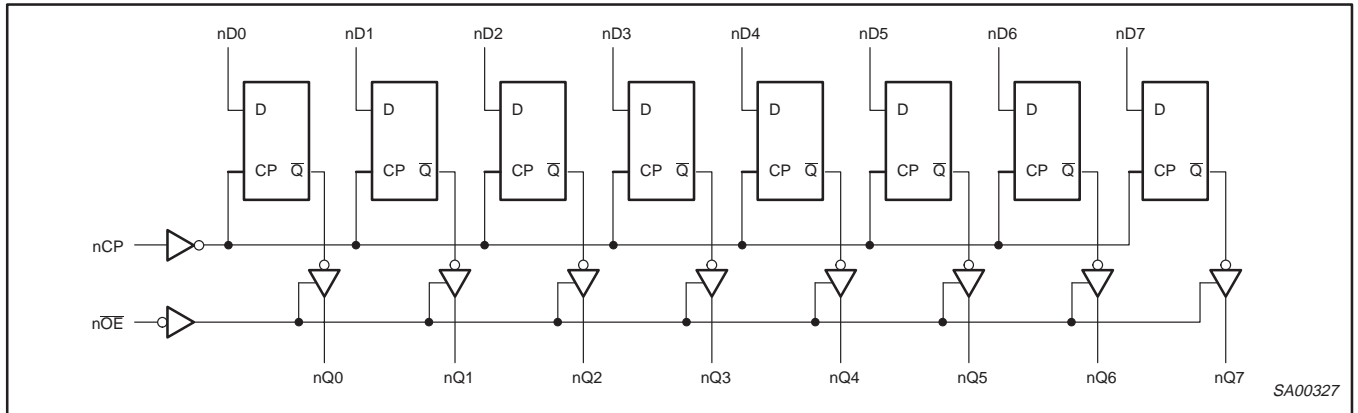 nD0 nD1 nD2 nD3 nD4 nD5 nD6 nD7
D D D D D D D D
CP Q̅ CP Q̅ CP Q̅ CP Q̅ CP Q̅ CP Q̅ CP Q̅ CP Q̅
nCP
nO̅E̅
nQ0 nQ1 nQ2 nQ3 nQ4 nQ5 nQ6 nQ7
SA00327